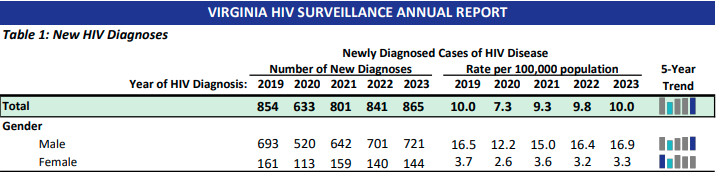 VIRGINIA HIV SURVEILLANCE ANNUAL REPORT
Table 1: New HIV Diagnoses
Newly Diagnosed Cases of HIV Disease
Number of New Diagnoses Rate per 100,000 population 5-Year
Year of HIV Diagnosis: 2019 2020 2021 2022 2023 2019 2020 2021 2022 2023 Trend
Total 854 633 801 841 865 10.0 7.3 9.3 9.8 10.0
Gender
Male 693 520 642 701 721 16.5 12.2 15.0 16.4 16.9
Female 161 113 159 140 144 3.7 2.6 3.6 3.2 3.3